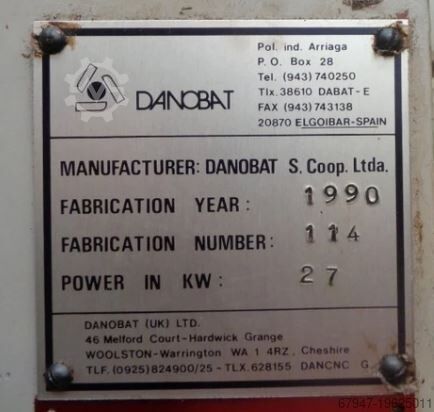 DANOBAT
Pol. ind. Arriaga
P. O. Box 28
Tel. (943) 740250
Tlx. 38610 DABAT-E
FAX (943) 743138
20870 ELGOIBAR-SPAIN
MANUFACTURER: DANOBAT S. Coop. Ltda.
FABRICATION YEAR: 1990
FABRICATION NUMBER: 114
POWER IN KW: 27
DANOBAT (UK) LTD.
46 Melford Court-Hardwick Grange
WOOLSTON-Warrington WA 1 4RZ, Cheshire
TLF. (0925) 824900/25 - TLX. 628155 DANCNC G
67947-19625011